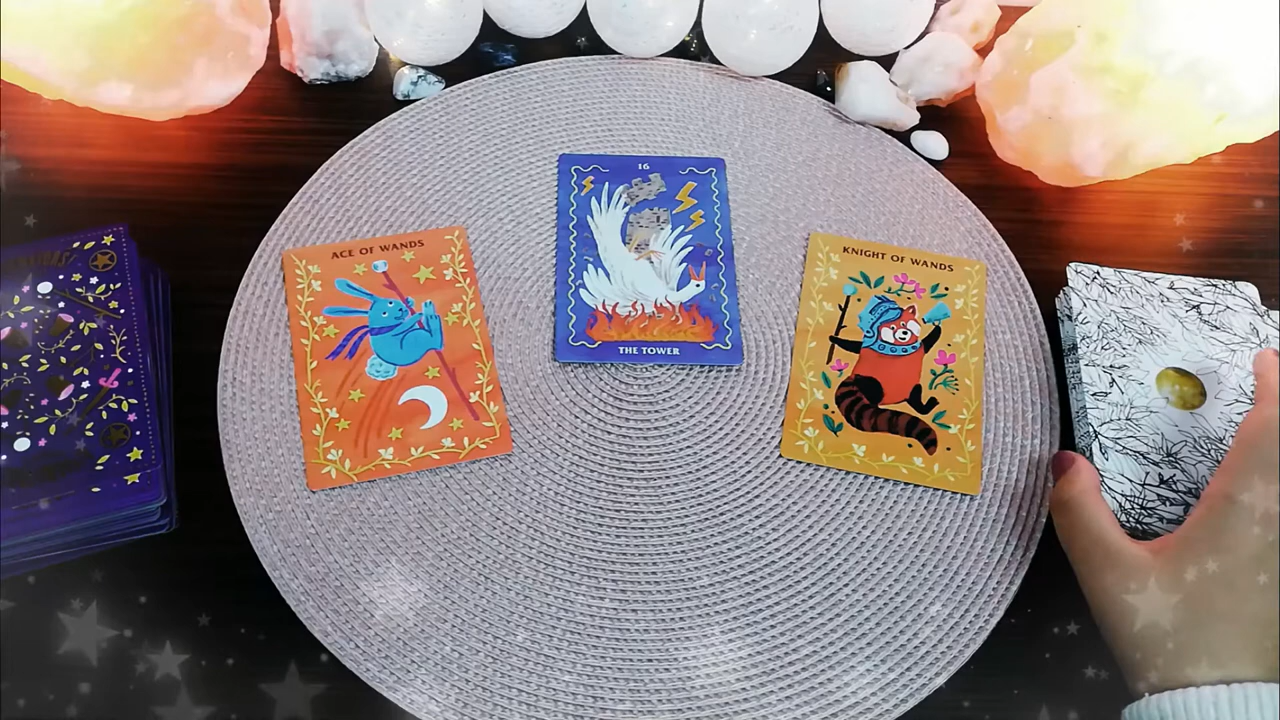 ACE OF WANDS
16
THE TOWER
KNIGHT OF WANDS